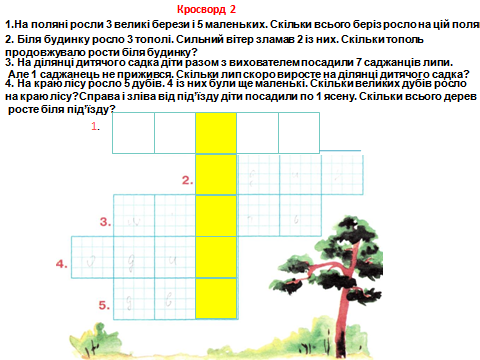 Кросворд 2
1.На поляні росли 3 великі берези і 5 маленьких. Скільки всього беріз росло на цій поля
2. Біля будинку росло 3 тополі. Сильний вітер зламав 2 із них. Скільки тополь
продовжувало рости біля будинку?
3. На ділянці дитячого садка діти разом з вихователем посадили 7 саджанців липи.
Але 1 саджанець не прижився. Скільки лип скоро виросте на ділянці дитячого садка?
4. На краю лісу росло 5 дубів. 4 із них були ще маленькі. Скільки великих дубів росло
на краю лісу?Справа і зліва від під’їзду діти посадили по 1 ясену. Скільки всього дерев
росте біля під’їзду?
1.
2.
3.
4.
5.